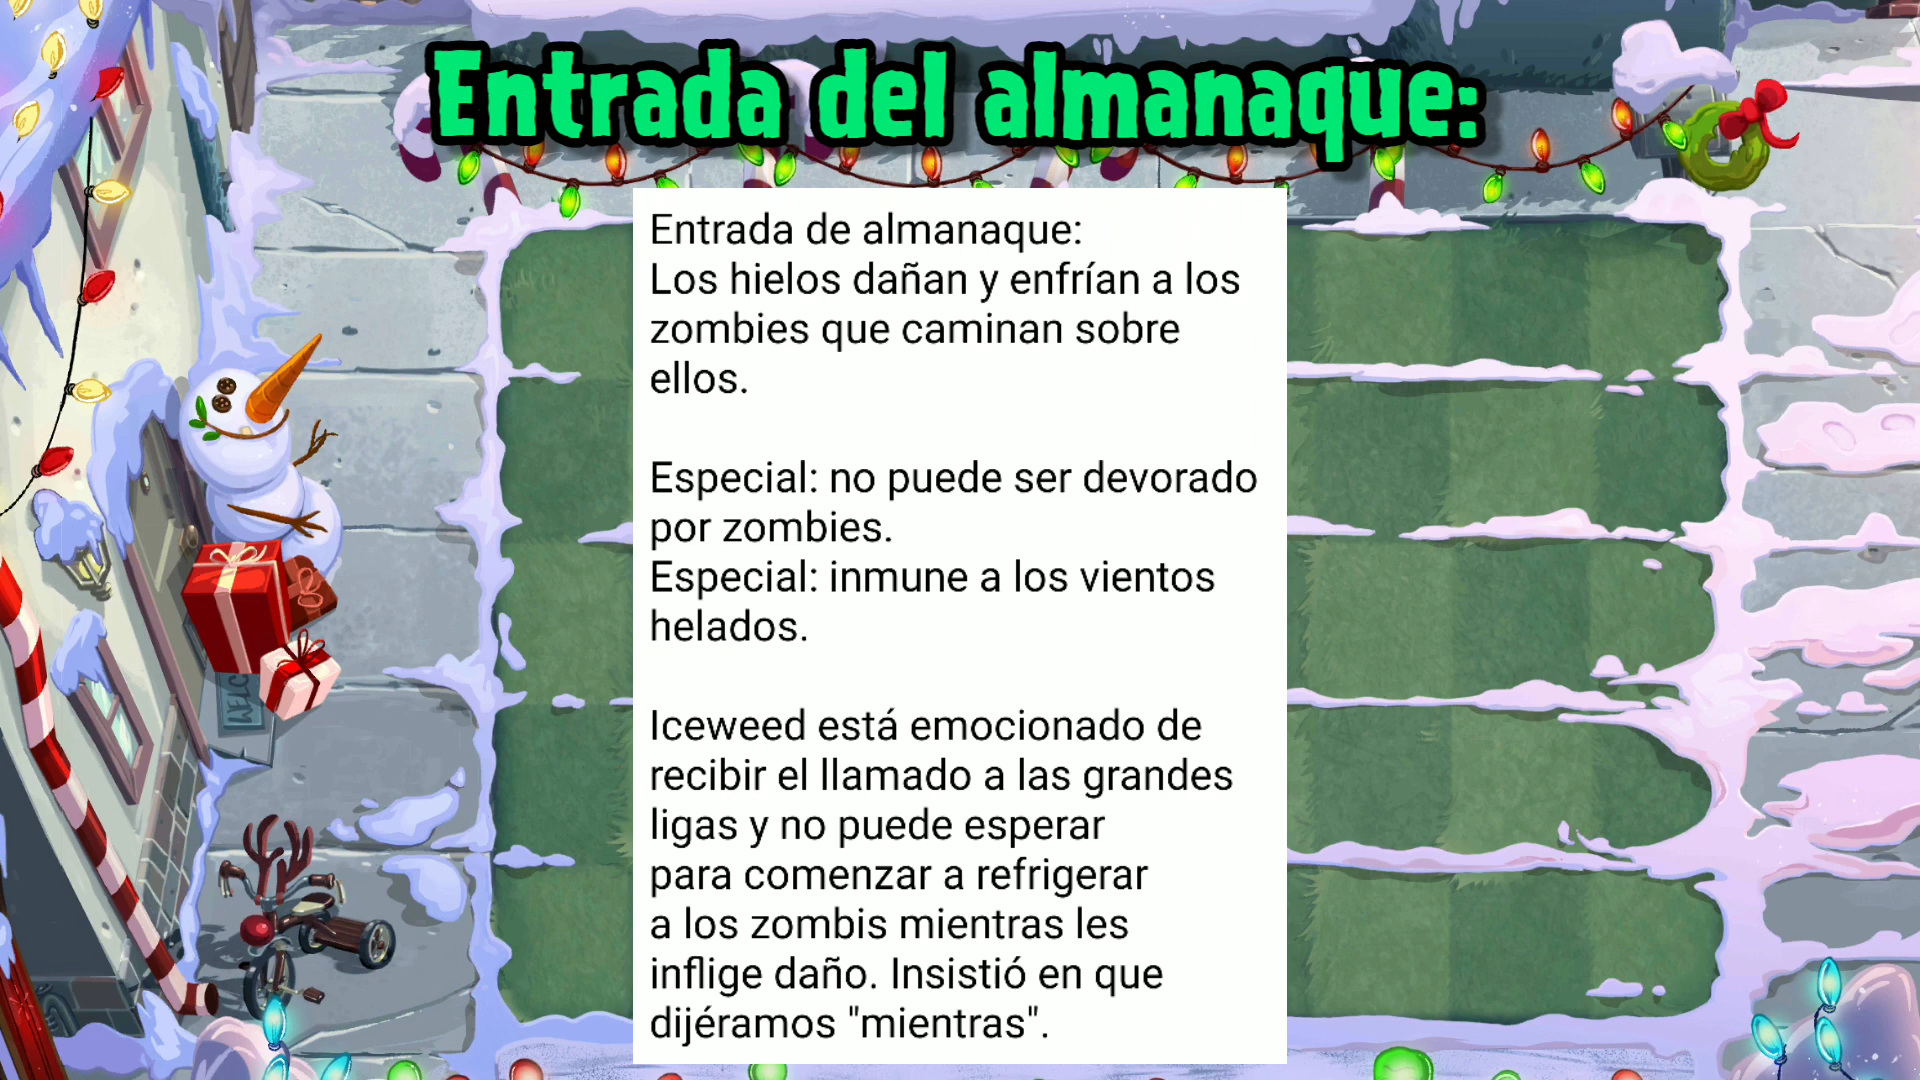 Entrada del almanaque:
Entrada de almanaque:
Los hielos dañan y enfrían a los
zombies que caminan sobre
ellos.
Especial: no puede ser devorado
por zombies.
Especial: inmune a los vientos
helados.
Iceweed está emocionado de
recibir el llamado a las grandes
ligas y no puede esperar
para comenzar a refrigerar
a los zombis mientras les
inflige daño. Insistió en que
dijéramos "mientras".
WELC